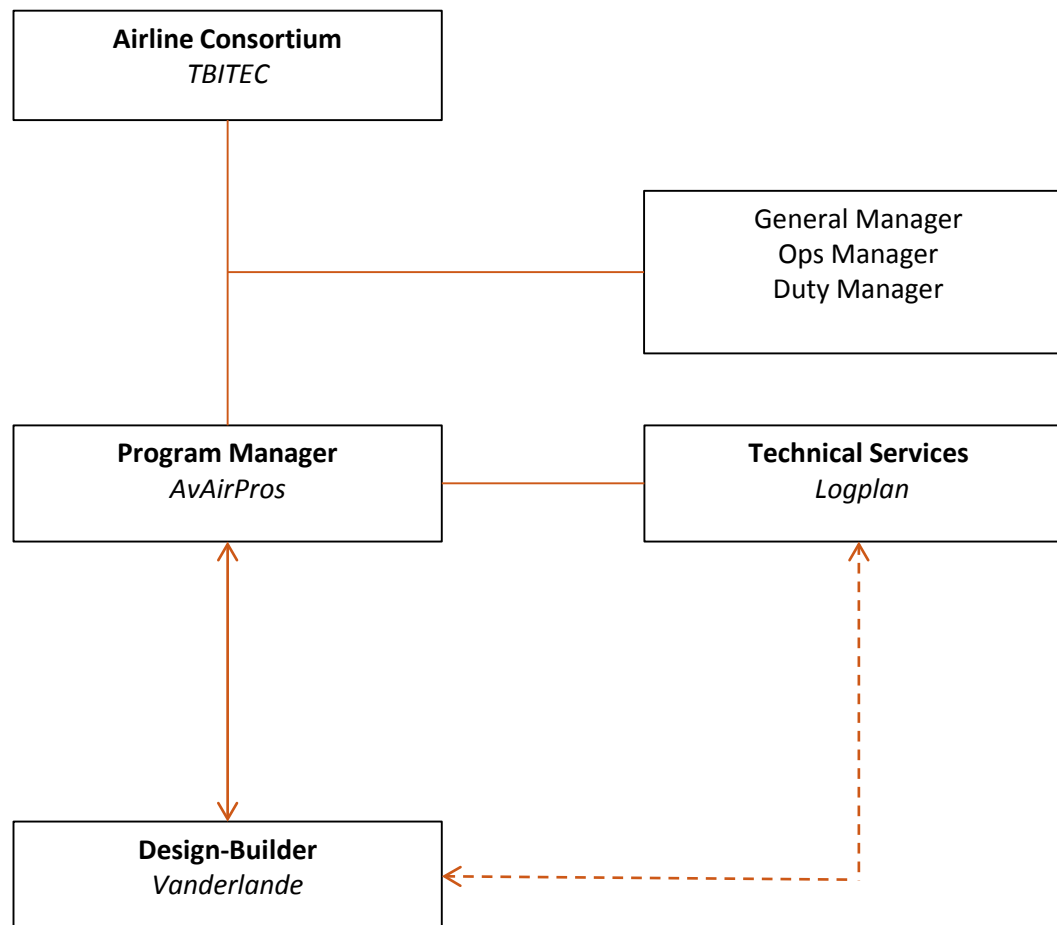 Airline Consortium
TBITEC
General Manager
Ops Manager
Duty Manager
Program Manager
AvAirPros
Technical Services
Logplan
Design-Builder
Vanderlande